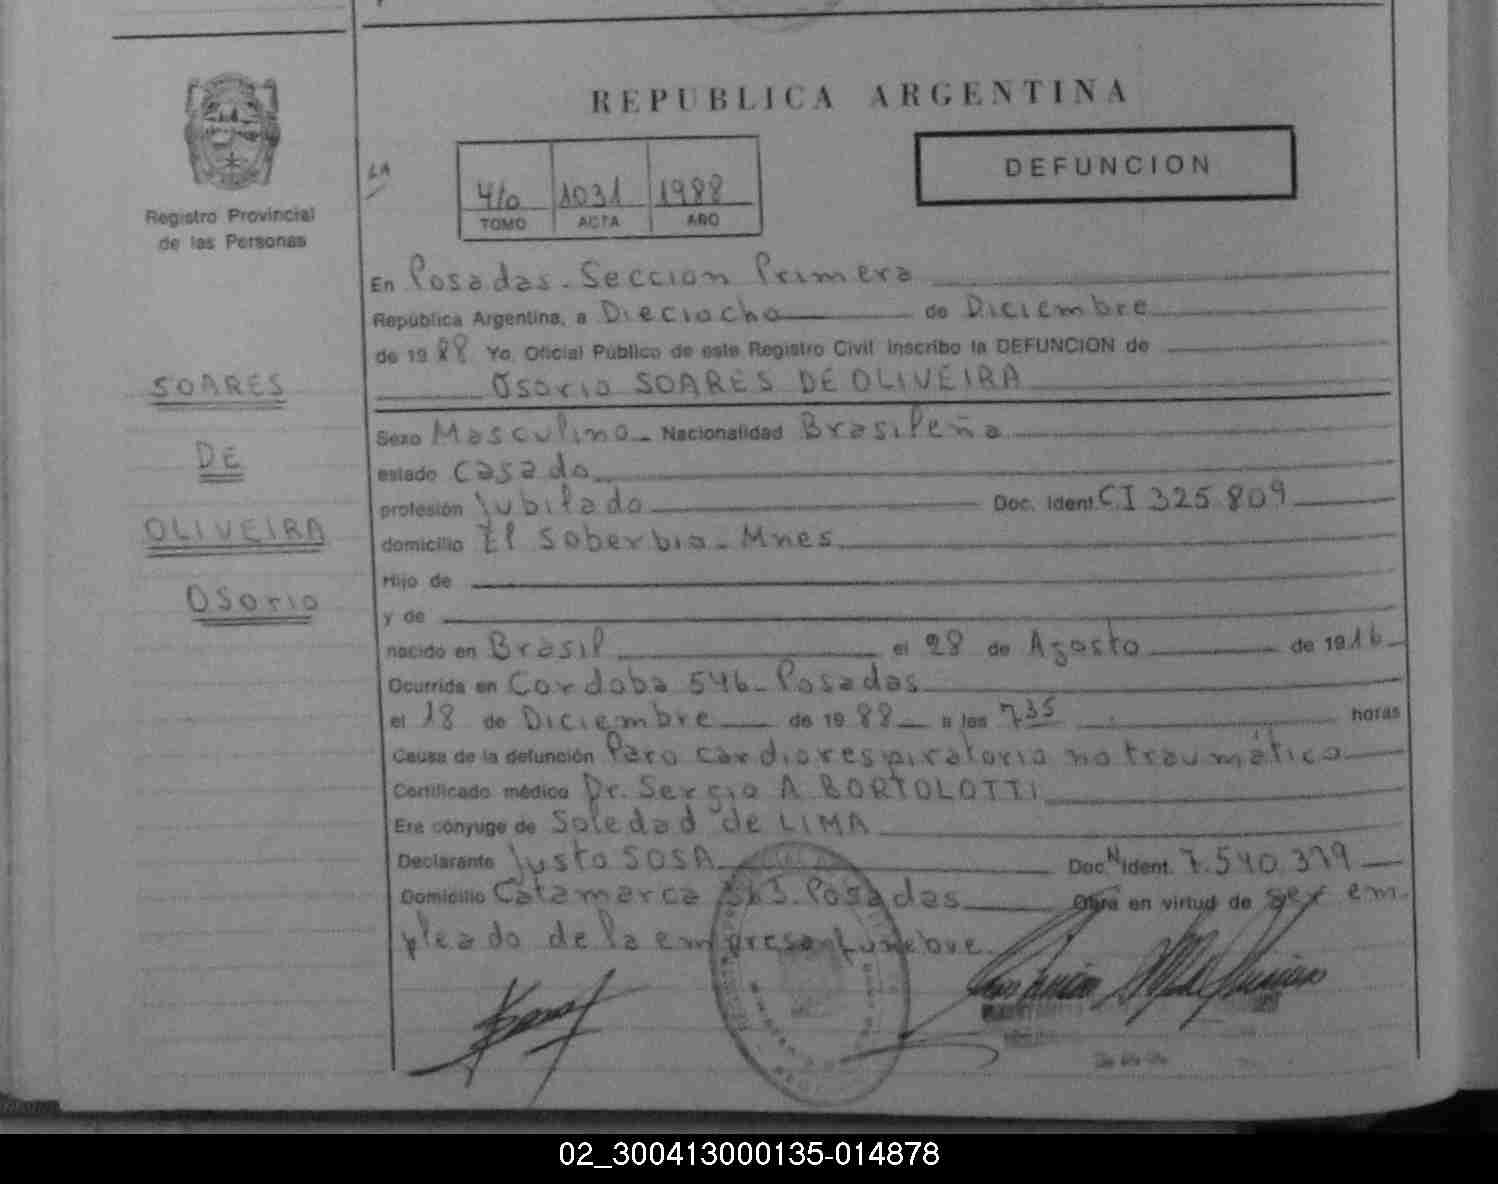 REPUBLICA ARGENTINA
DEFUNCION
LA
4/0 1031 1988
TOMO ACTA AÑO
Registro Provincial
de las Personas
En Posadas - Seccion Primera
República Argentina, a Dieciocho de Diciembre
de 1988 Yo, Oficial Público de este Registro Civil inscribo la DEFUNCION de
Osorio SOARES DE OLIVEIRA
SOARES
DE
OLIVEIRA
Osorio
Sexo Masculino - Nacionalidad Brasileña
estado Casado
profesión Jubilado Doc. Ident. CI 325 809
domicilio El Soberbio - Mnes
Hijo de
y de
nacido en Brasil el 28 de Agosto de 1916
Ocurrida en Cordoba 546 - Posadas
el 18 de Diciembre de 1988 a las 7,35 horas
Causa de la defunción Paro cardiorespiratorio no traumático
Certificado médico Dr. Sergio A BORTOLOTTI
Era cónyuge de Soledad de LIMA
Declarante Justo SOSA Doc. N Ident. 7.540.379
Domicilio Catamarca 363 - Posadas Obra en virtud de ser em-
pleado de la empresa funebre.
02_300413000135-014878